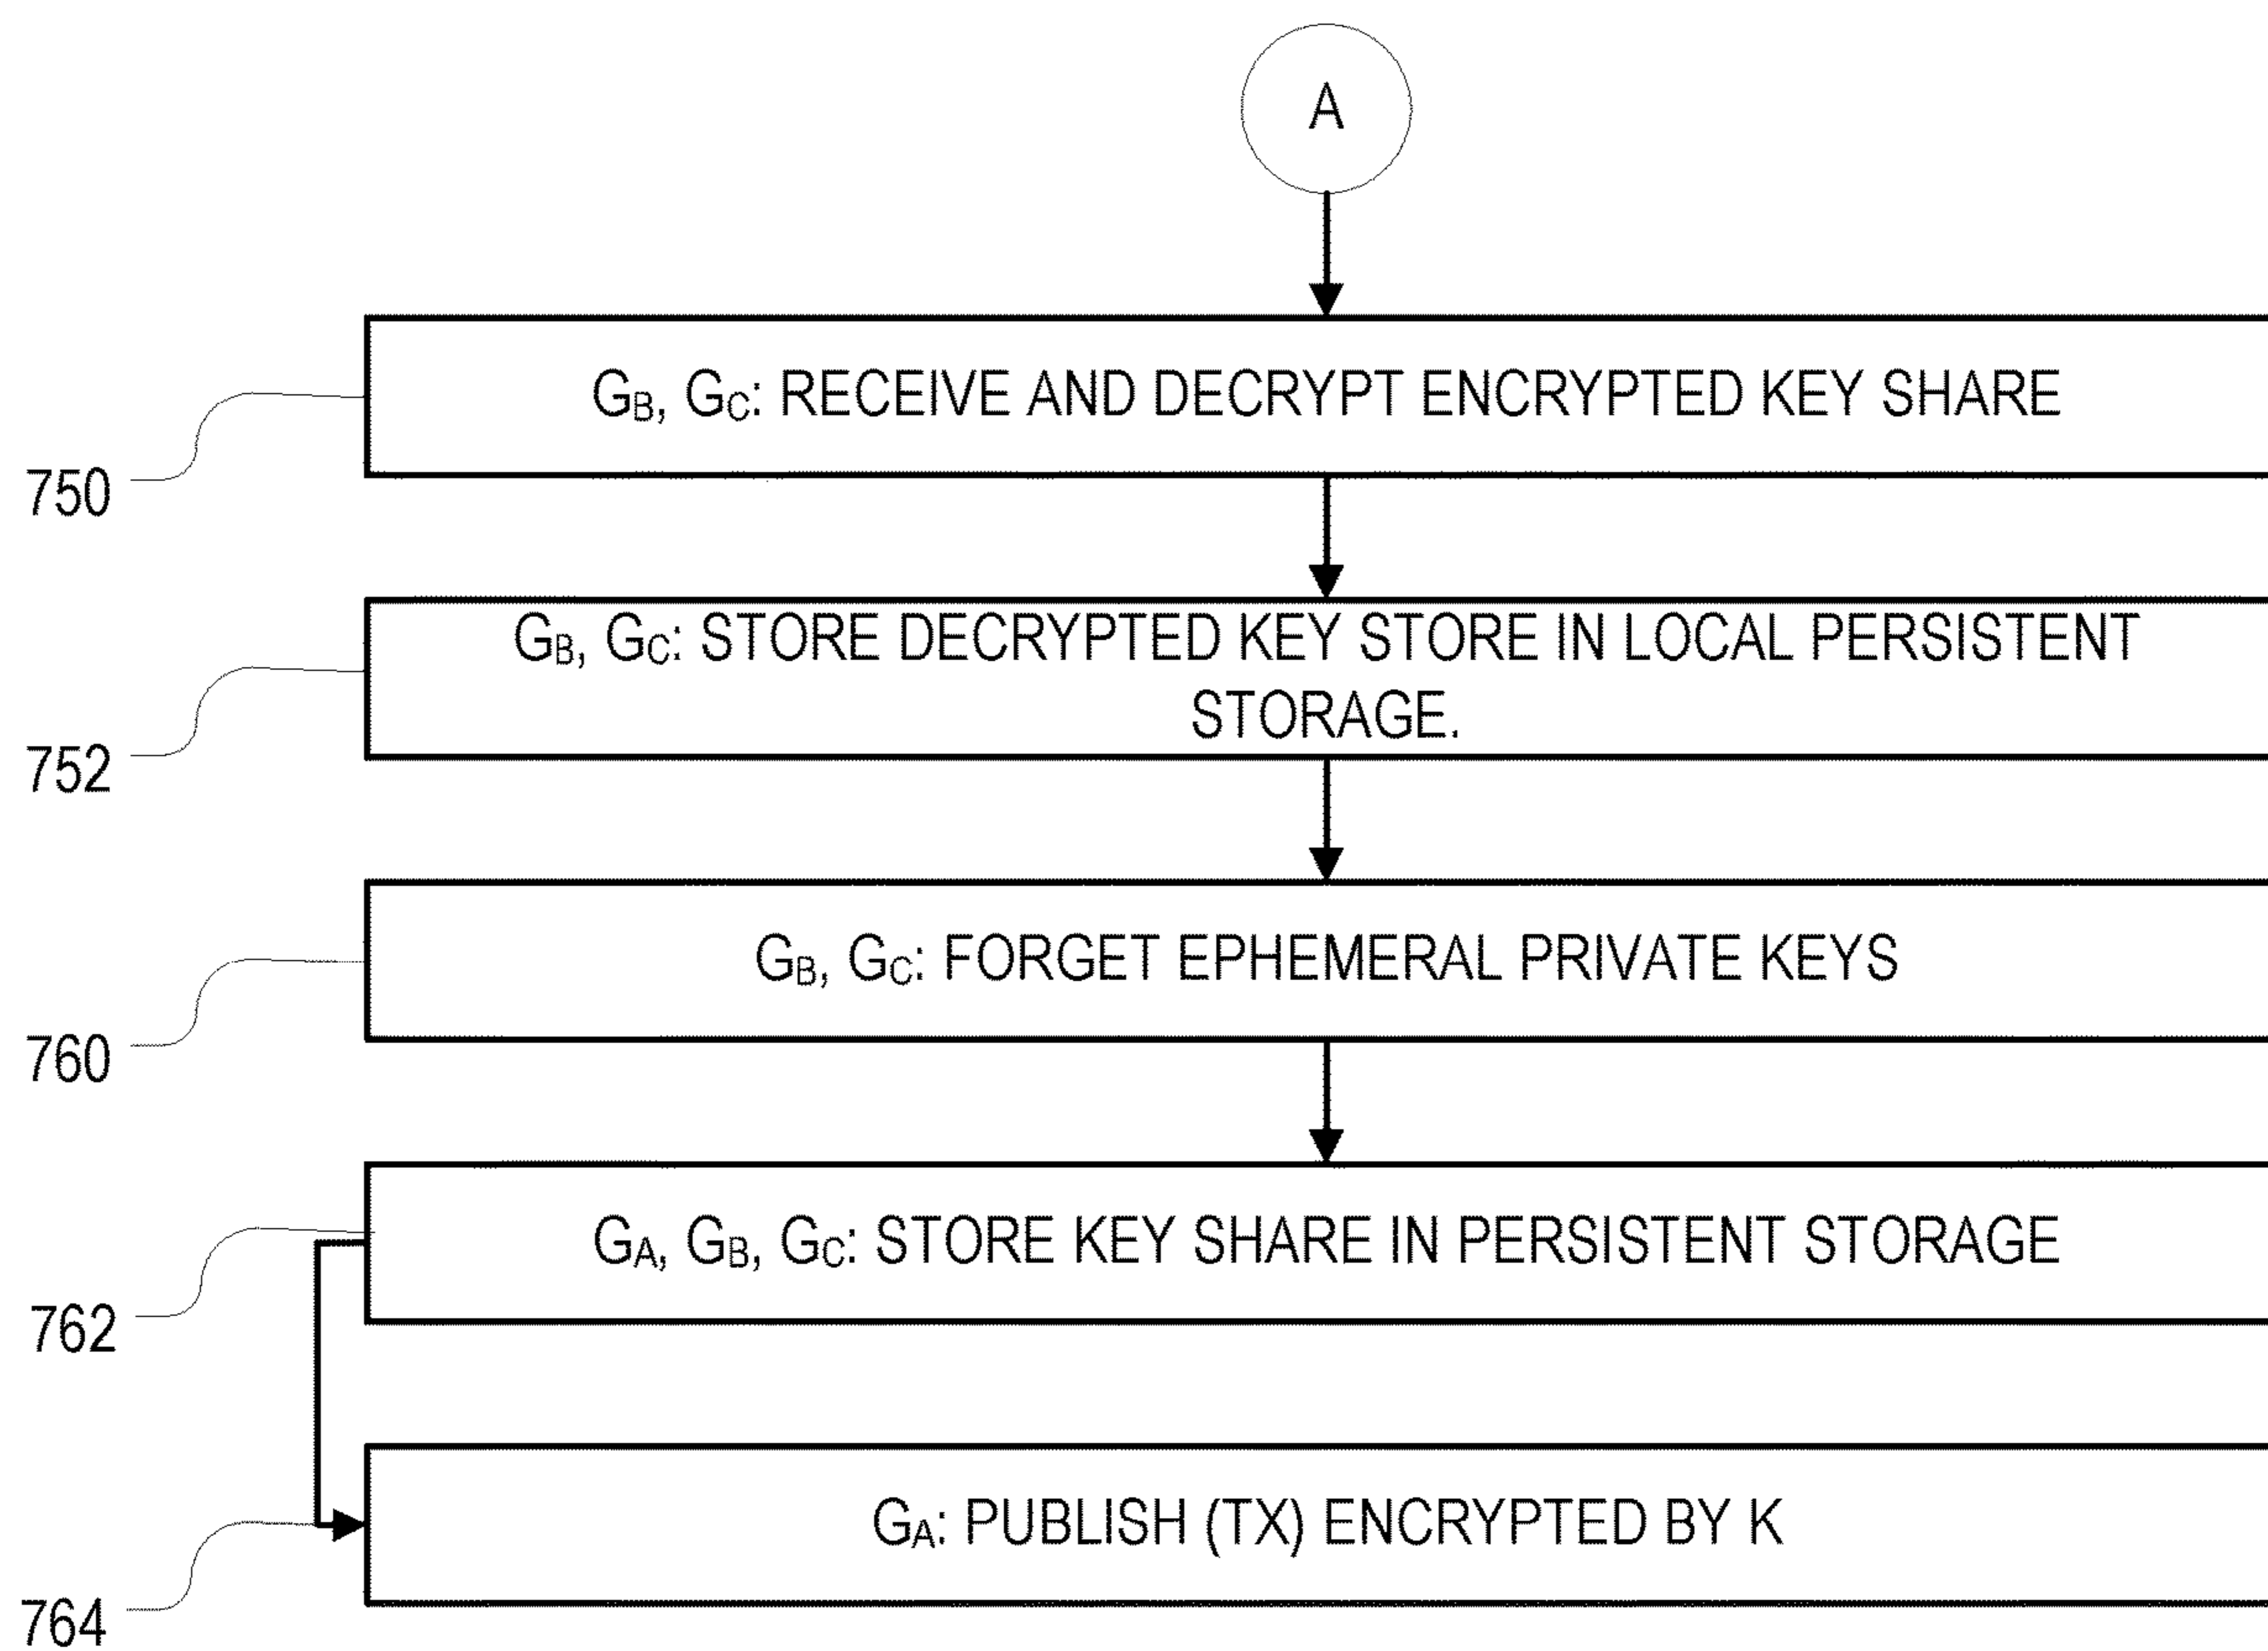 A
GB, GC: RECEIVE AND DECRYPT ENCRYPTED KEY SHARE
750
GB, GC: STORE DECRYPTED KEY STORE IN LOCAL PERSISTENT
STORAGE.
752
GB, GC: FORGET EPHEMERAL PRIVATE KEYS
760
GA, GB, GC: STORE KEY SHARE IN PERSISTENT STORAGE
762
GA: PUBLISH (TX) ENCRYPTED BY K
764